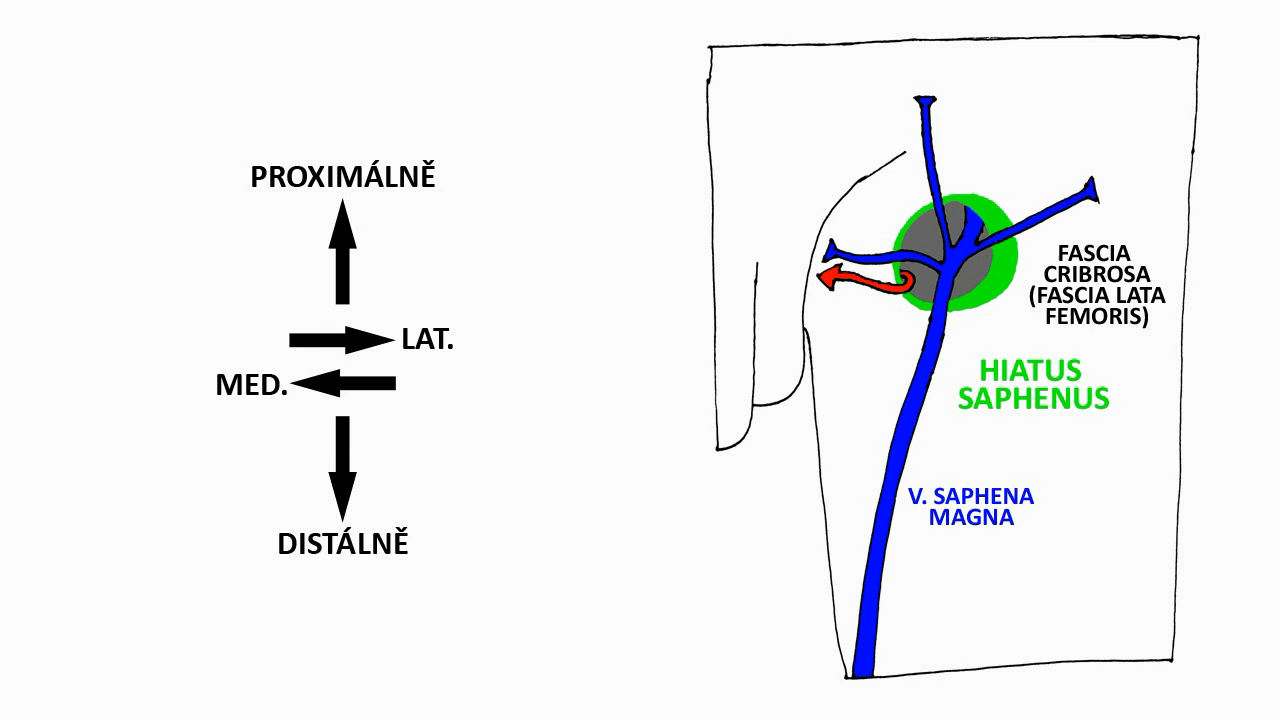 PROXIMÁLNĚ
LAT.
MED.
DISTÁLNĚ
FASCIA
CRIBROSA
(FASCIA LATA
FEMORIS)
HIATUS
SAPHENUS
V. SAPHENA
MAGNA